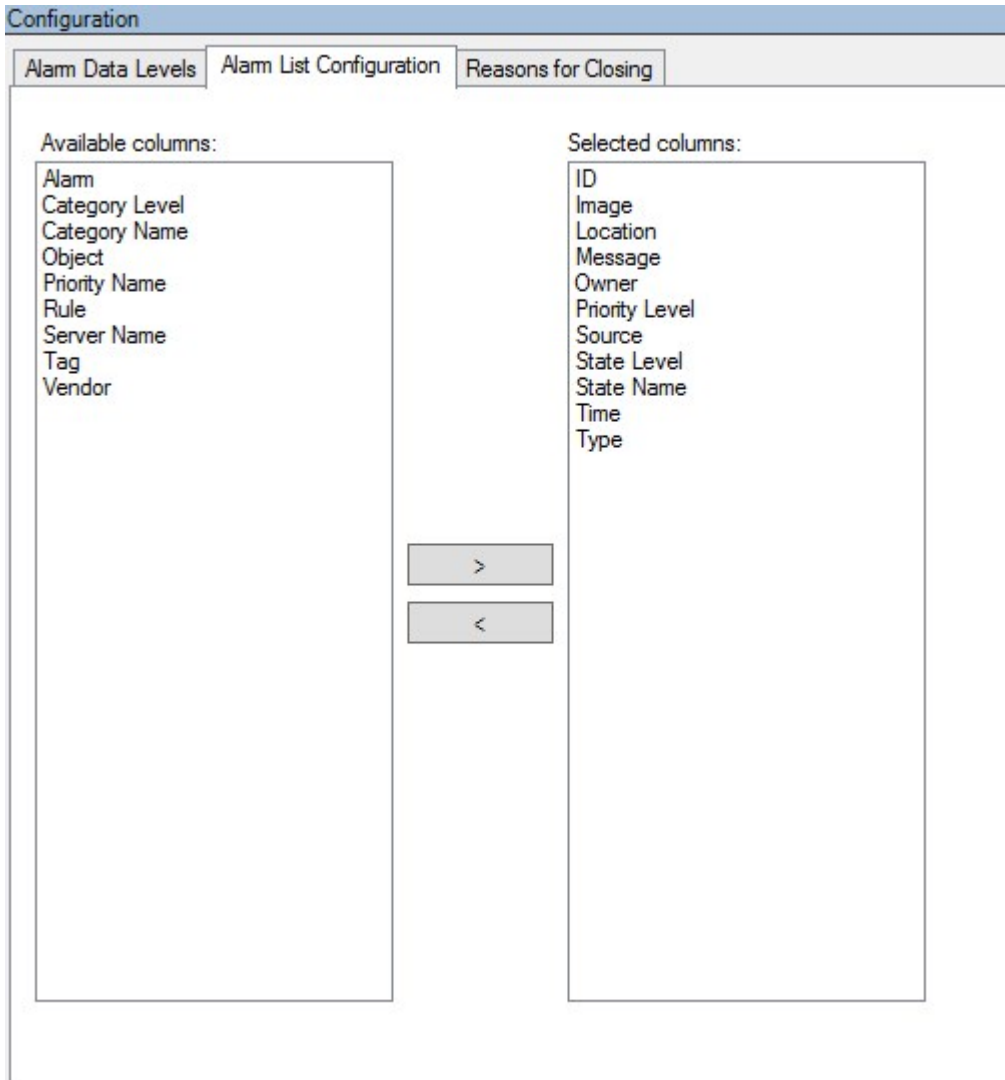 Configuration
Alarm Data Levels
Alarm List Configuration
Reasons for Closing
Available columns:
Alarm
Category Level
Category Name
Object
Priority Name
Rule
Server Name
Tag
Vendor
>
<
Selected columns:
ID
Image
Location
Message
Owner
Priority Level
Source
State Level
State Name
Time
Type